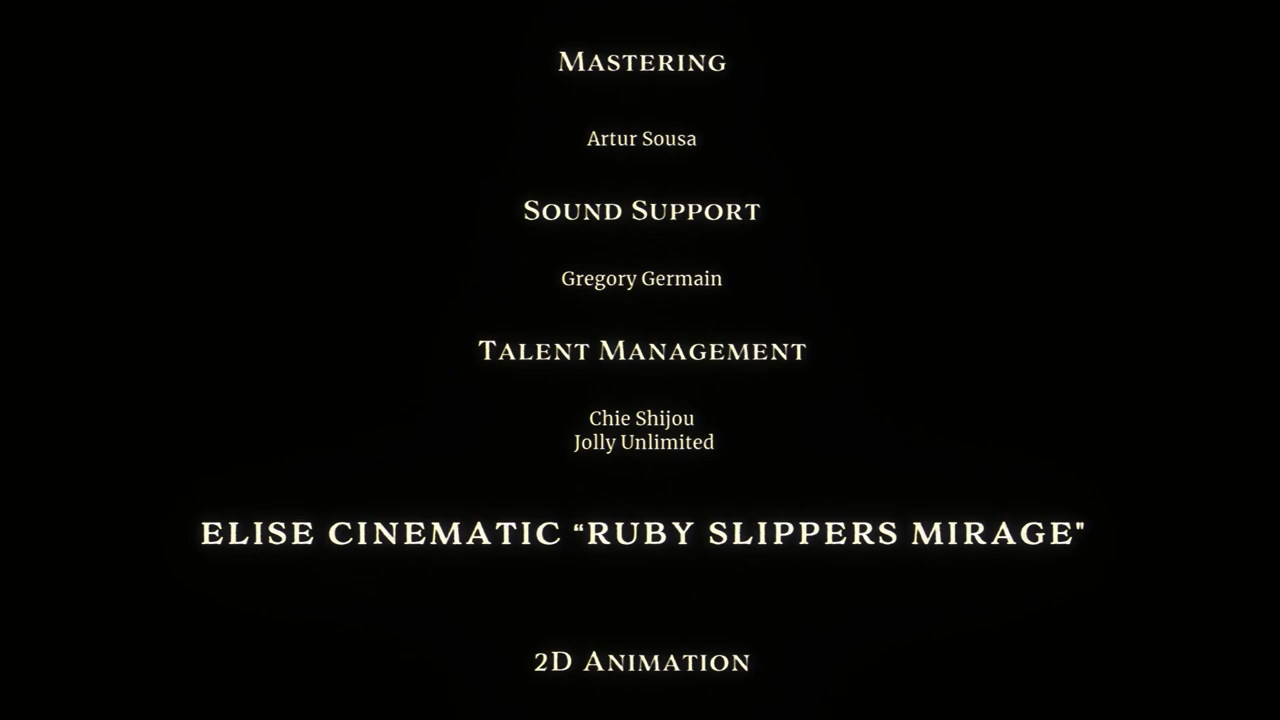 Mastering
Artur Sousa
Sound Support
Gregory Germain
Talent Management
Chie Shijou
Jolly Unlimited
ELISE CINEMATIC “RUBY SLIPPERS MIRAGE"
2D Animation